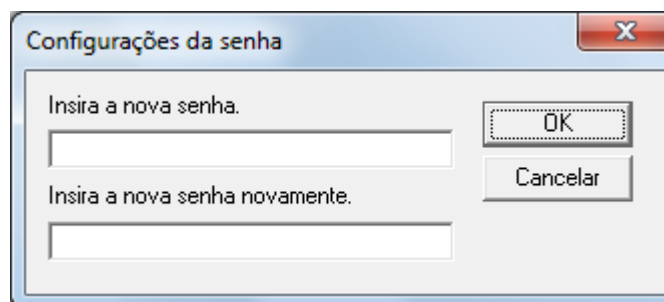 Configurações da senha
Insira a nova senha.
OK
Cancelar
Insira a nova senha novamente.